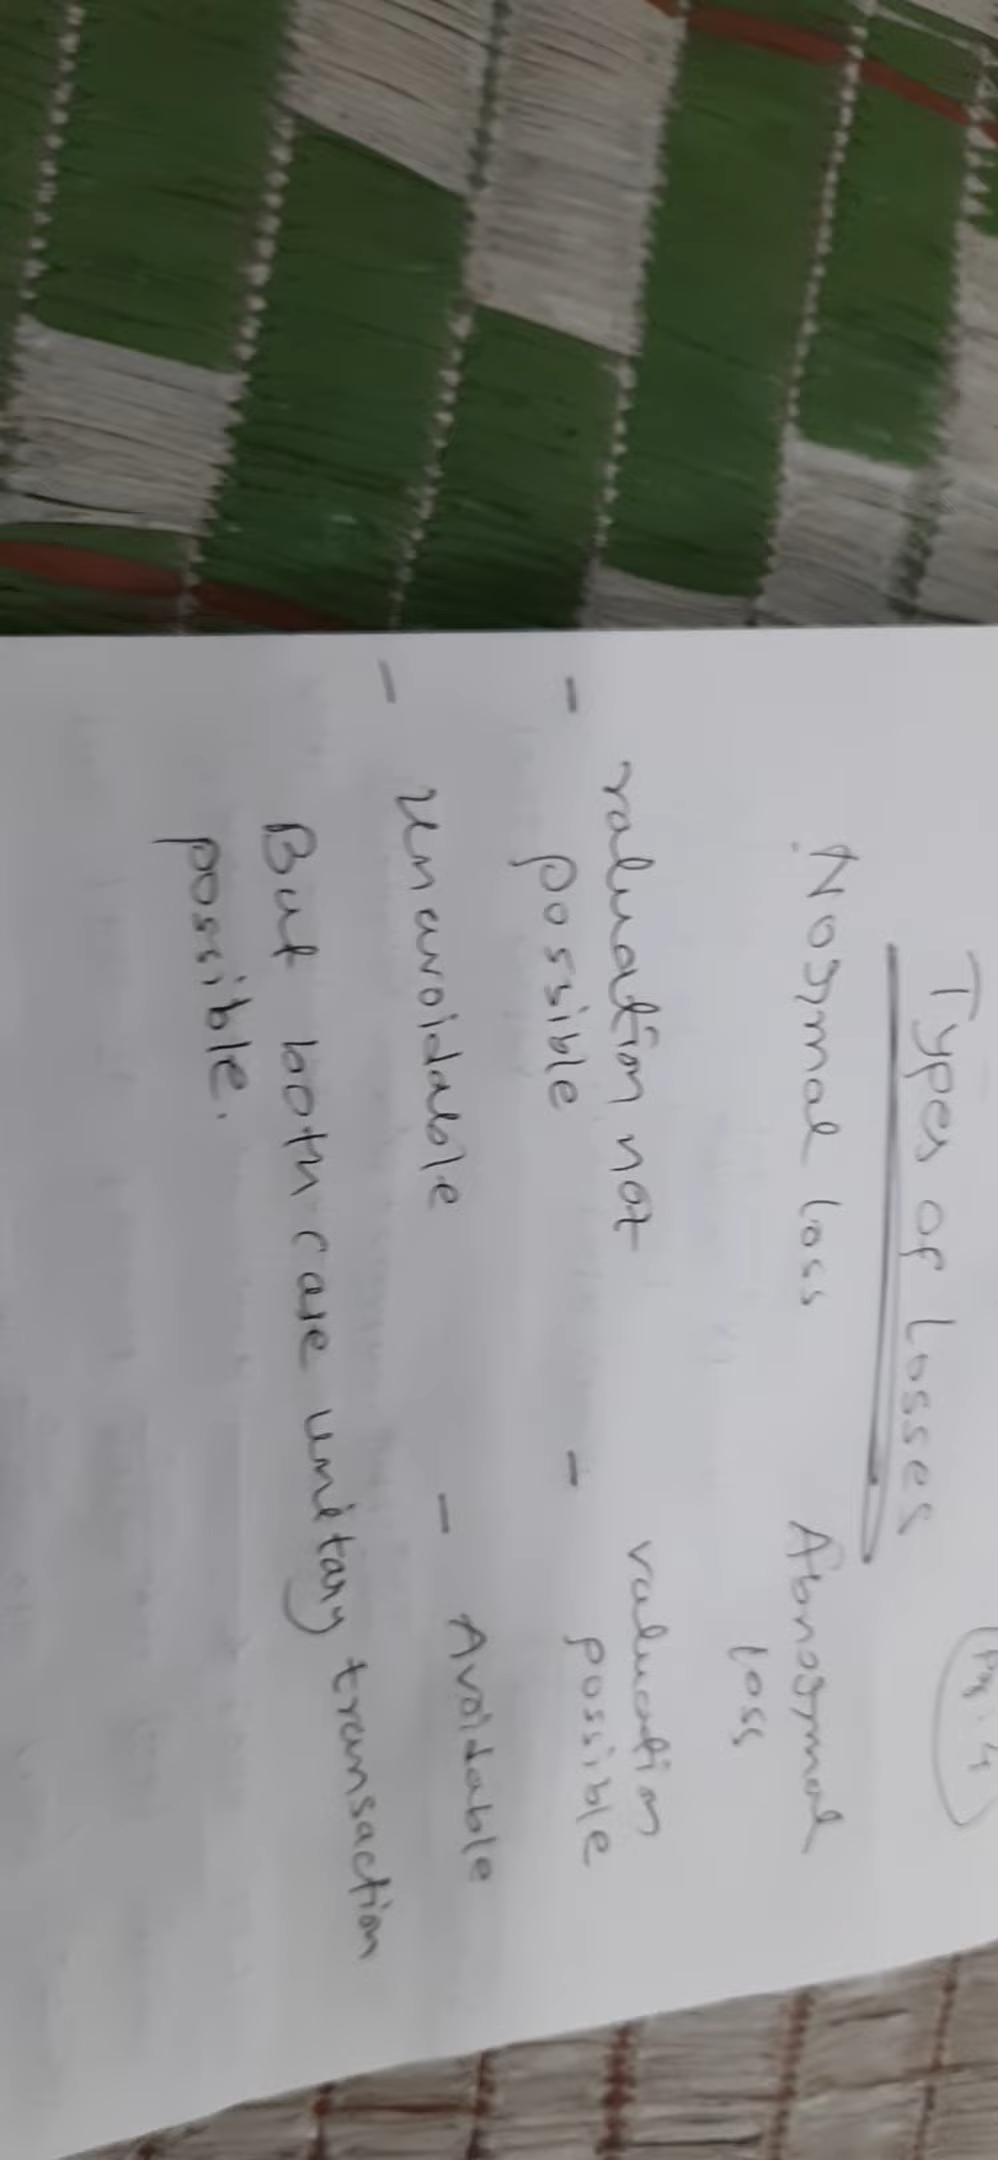 Pg. 4
Types of Losses
Normal loss Abnormal
loss
- valuation not - valuation
possible possible
- unavoidable - Avoidable
But both case unitary transaction
possible.